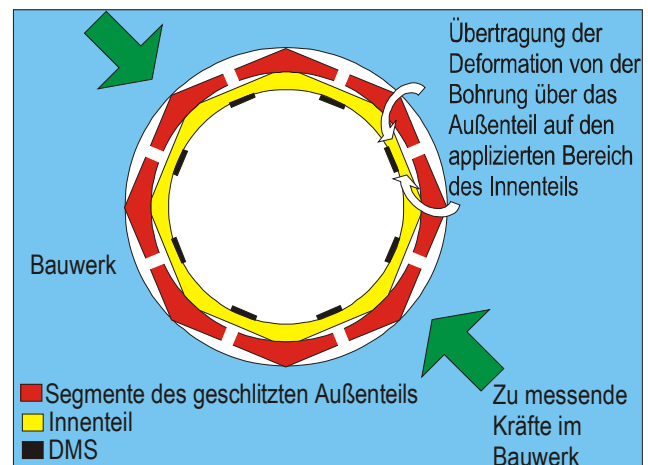 Übertragung der
Deformation von der
Bohrung über das
Außenteil auf den
applizierten Bereich
des Innenteils
Bauwerk
Segmente des geschlitzten Außenteils
Innenteil
DMS
Zu messende
Kräfte im
Bauwerk